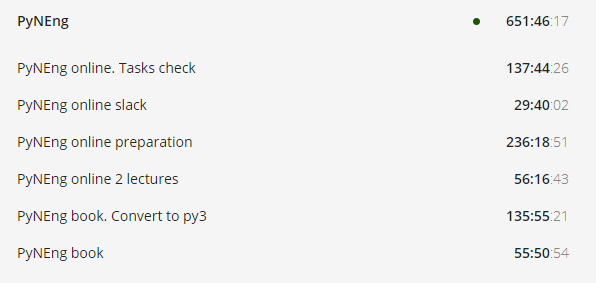 PyNEng 651:46:17
PyNEng online. Tasks check 137:44:26
PyNEng online slack 29:40:02
PyNEng online preparation 236:18:51
PyNEng online 2 lectures 56:16:43
PyNEng book. Convert to py3 135:55:21
PyNEng book 55:50:54